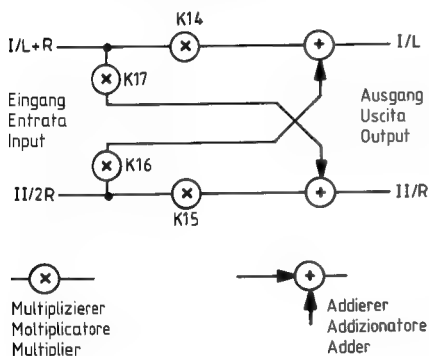 K14
I/L+R
I/L
K17
Eingang
Entrata
Input
Ausgang
Uscita
Output
K16
II/2R
II/R
K15
Multiplizierer
Moltiplicatore
Multiplier
Addierer
Addizionatore
Adder